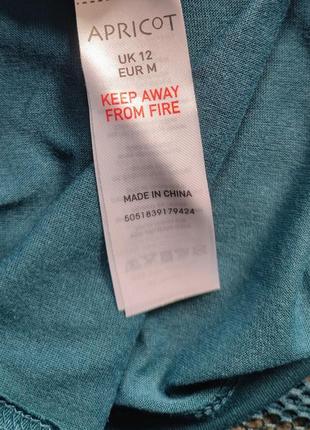 APRICOT
UK 12
EUR M
KEEP AWAY
FROM FIRE
MADE IN CHINA
5051839179424